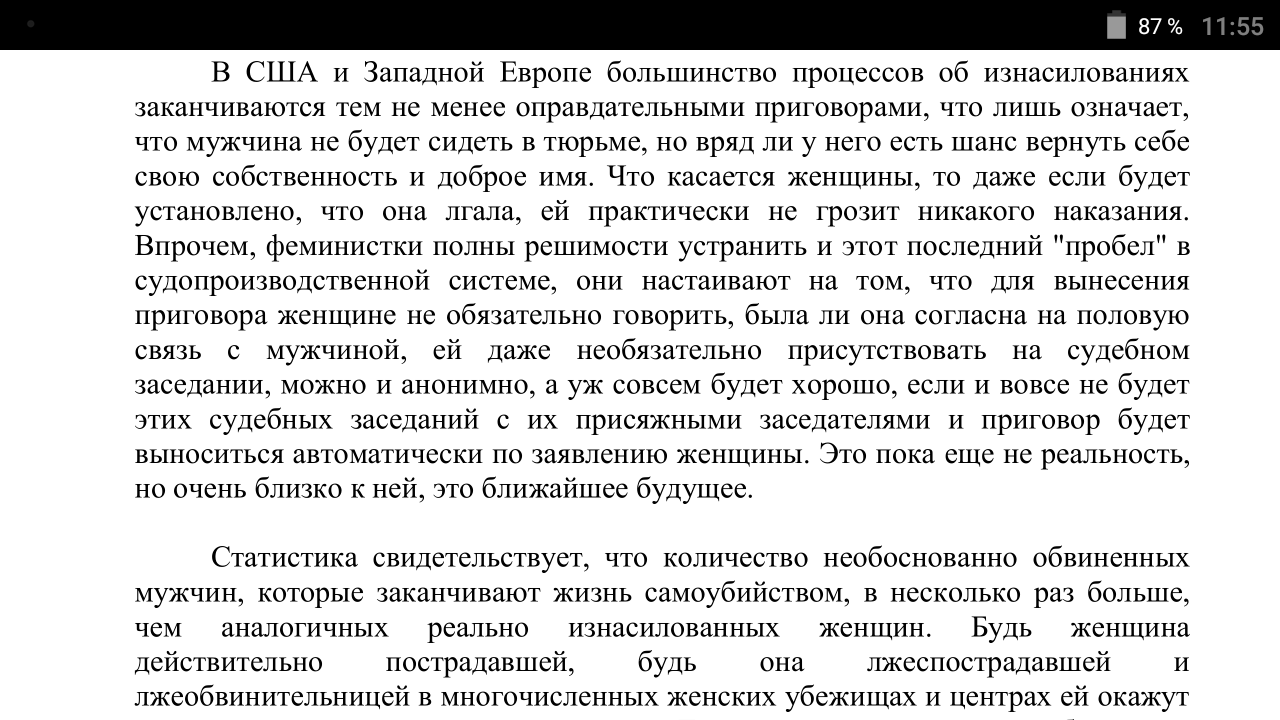 87 % 11:55
В США и Западной Европе большинство процессов об изнасилованиях
заканчиваются тем не менее оправдательными приговорами, что лишь означает,
что мужчина не будет сидеть в тюрьме, но вряд ли у него есть шанс вернуть себе
свою собственность и доброе имя. Что касается женщины, то даже если будет
установлено, что она лгала, ей практически не грозит никакого наказания.
Впрочем, феминистки полны решимости устранить и этот последний "пробел" в
судопроизводственной системе, они настаивают на том, что для вынесения
приговора женщине не обязательно говорить, была ли она согласна на половую
связь с мужчиной, ей даже необязательно присутствовать на судебном
заседании, можно и анонимно, а уж совсем будет хорошо, если и вовсе не будет
этих судебных заседаний с их присяжными заседателями и приговор будет
выноситься автоматически по заявлению женщины. Это пока еще не реальность,
но очень близко к ней, это ближайшее будущее.
Статистика свидетельствует, что количество необоснованно обвиненных
мужчин, которые заканчивают жизнь самоубийством, в несколько раз больше,
чем аналогичных реально изнасилованных женщин. Будь женщина
действительно пострадавшей, будь она лжеспострадавшей и
лжеобвинительницей в многочисленных женских убежищах и центрах ей окажут